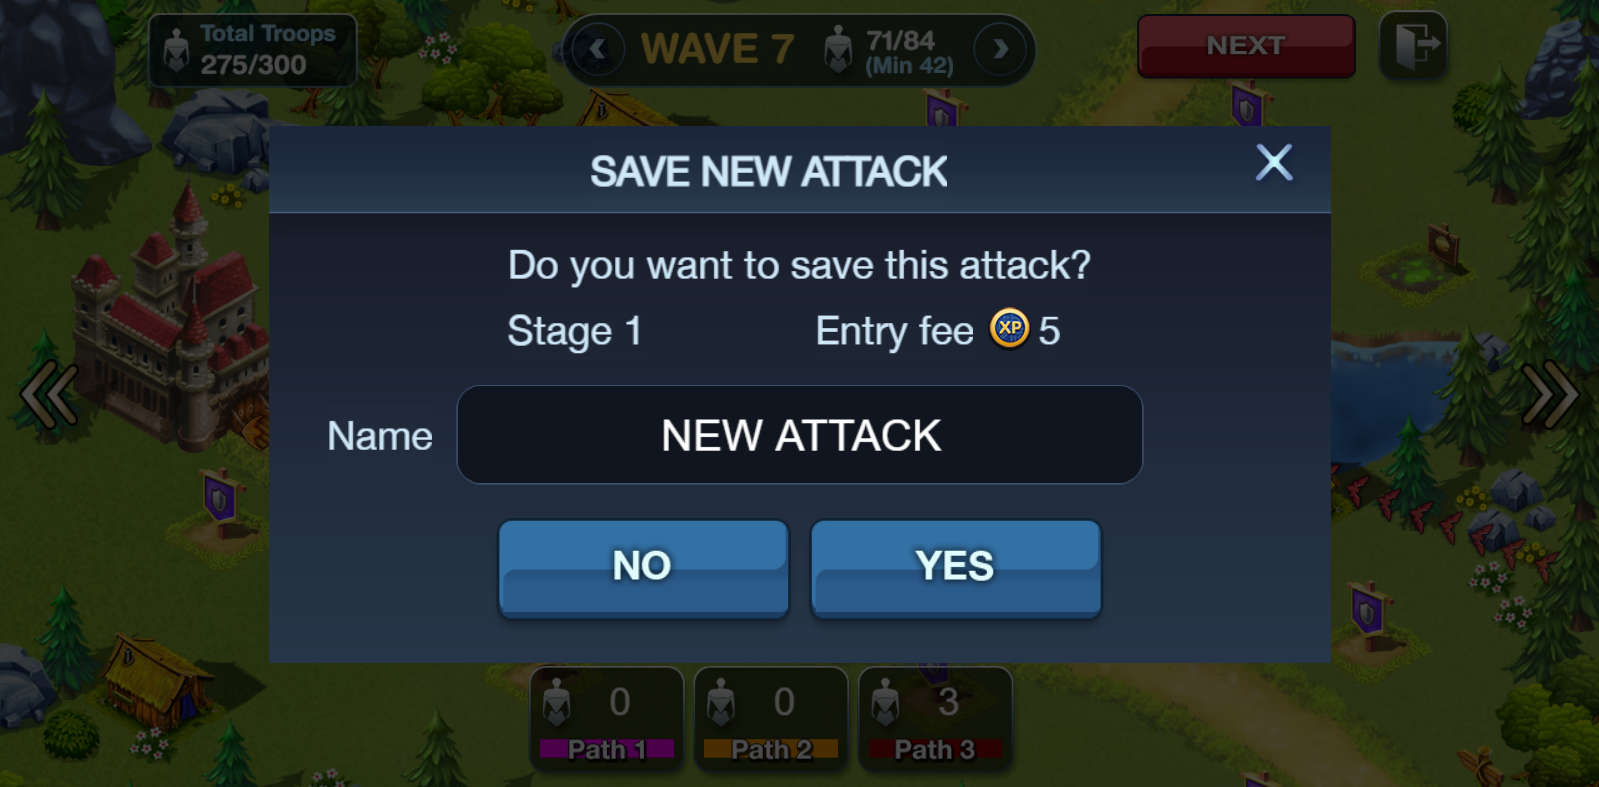 Total Troops
275/300
WAVE 7
71/84
(Min 42)
NEXT
SAVE NEW ATTACK
Do you want to save this attack?
Stage 1
Entry fee XP 5
Name
NEW ATTACK
NO
YES
0
0
3
Path 1
Path 2
Path 3